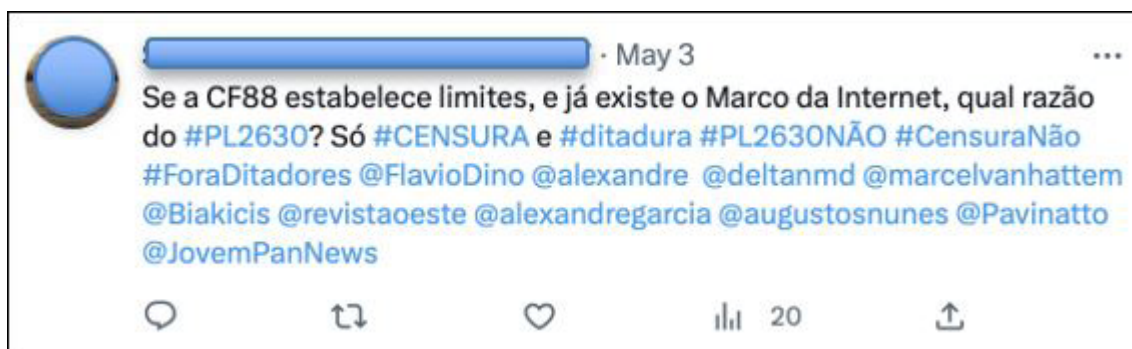 · May 3
Se a CF88 estabelece limites, e já existe o Marco da Internet, qual razão
do #PL2630? Só #CENSURA e #ditadura #PL2630NÃO #CensuraNão
#ForaDitadores @FlavioDino @alexandre @deltanmd @marcelvanhattem
@Biakicis @revistaoeste @alexandregarcia @augustosnunes @Pavinatto
@JovemPanNews
20